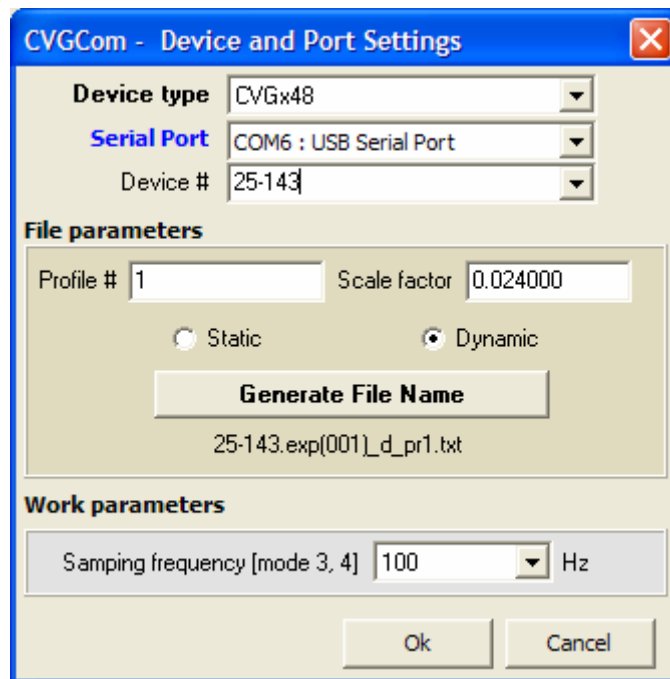 CVGCom -  Device and Port Settings
Device type CVGx48
Serial Port COM6 : USB Serial Port
Device # 25-143
File parameters
Profile # 1 Scale factor 0.024000
Static Dynamic
Generate File Name
25-143.exp(001)_d_pr1.txt
Work parameters
Samping frequency [mode 3, 4] 100 Hz
Ok Cancel